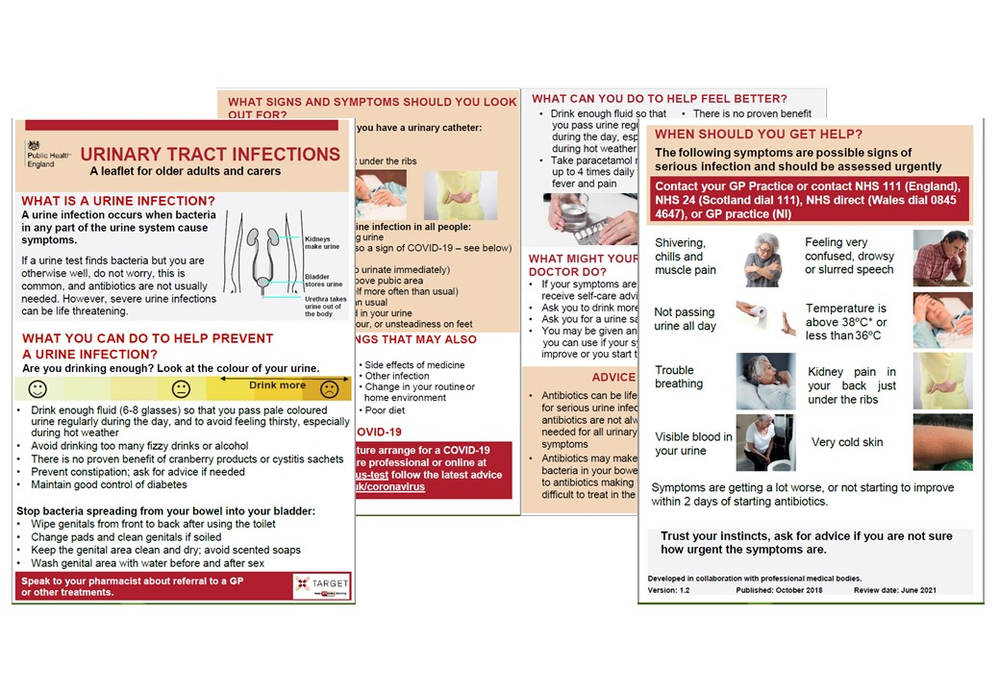 Public Health
England
URINARY TRACT INFECTIONS
A leaflet for older adults and carers
WHAT IS A URINE INFECTION?
A urine infection occurs when bacteria
in any part of the urine system cause
symptoms.
If a urine test finds bacteria but you are
otherwise well, do not worry, this is
common, and antibiotics are not usually
needed. However, severe urine infections
can be life threatening.
Kidneys
make urine
Bladder
stores urine
Urethra takes
urine out of
the body
WHAT YOU CAN DO TO HELP PREVENT
A URINE INFECTION?
Are you drinking enough? Look at the colour of your urine.
Drink more
• Drink enough fluid (6-8 glasses) so that you pass pale coloured
urine regularly during the day, and to avoid feeling thirsty, especially
during hot weather
• Avoid drinking too many fizzy drinks or alcohol
• There is no proven benefit of cranberry products or cystitis sachets
• Prevent constipation; ask for advice if needed
• Maintain good control of diabetes
Stop bacteria spreading from your bowel into your bladder:
• Wipe genitals from front to back after using the toilet
• Change pads and clean genitals if soiled
• Keep the genital area clean and dry; avoid scented soaps
• Wash genital area with water before and after sex
Speak to your pharmacist about referral to a GP
or other treatments.
TARGET
WHAT SIGNS AND SYMPTOMS SHOULD YOU LOOK
OUT FOR?
you have a urinary catheter:
t under the ribs
ine infection in all people:
g urine
so a sign of COVID-19 – see below)
o urinate immediately)
bove pubic area
lf more often than usual)
an usual
d in your urine
our, or unsteadiness on feet
NGS THAT MAY ALSO
• Side effects of medicine
• Other infection
• Change in your routine or
home environment
• Poor diet
OVID-19
ture arrange for a COVID-19
re professional or online at
us-test follow the latest advice
uk/coronavirus
WHAT CAN YOU DO TO HELP FEEL BETTER?
• Drink enough fluid so that
you pass urine regu
during the day, esp
during hot weather
• Take paracetamol r
up to 4 times daily
fever and pain
• There is no proven benefit
WHAT MIGHT YOUR
DOCTOR DO?
• If your symptoms are
receive self-care advi
• Ask you to drink more
• Ask you for a urine sa
• You may be given an
you can use if your sy
improve or you start t
ADVICE
• Antibiotics can be life
for serious urine infec
antibiotics are not alw
needed for all urinary
symptoms
• Antibiotics may make
bacteria in your bowe
to antibiotics making
difficult to treat in the
WHEN SHOULD YOU GET HELP?
The following symptoms are possible signs of
serious infection and should be assessed urgently
Contact your GP Practice or contact NHS 111 (England),
NHS 24 (Scotland dial 111), NHS direct (Wales dial 0845
4647), or GP practice (NI)
Shivering,
chills and
muscle pain
Feeling very
confused, drowsy
or slurred speech
Not passing
urine all day
Temperature is
above 38ºC* or
less than 36ºC
Trouble
breathing
Kidney pain in
your back just
under the ribs
Visible blood in
your urine
Very cold skin
Symptoms are getting a lot worse, or not starting to improve
within 2 days of starting antibiotics.
Trust your instincts, ask for advice if you are not sure
how urgent the symptoms are.
Developed in collaboration with professional medical bodies.
Version: 1.2 Published: October 2018 Review date: June 2021